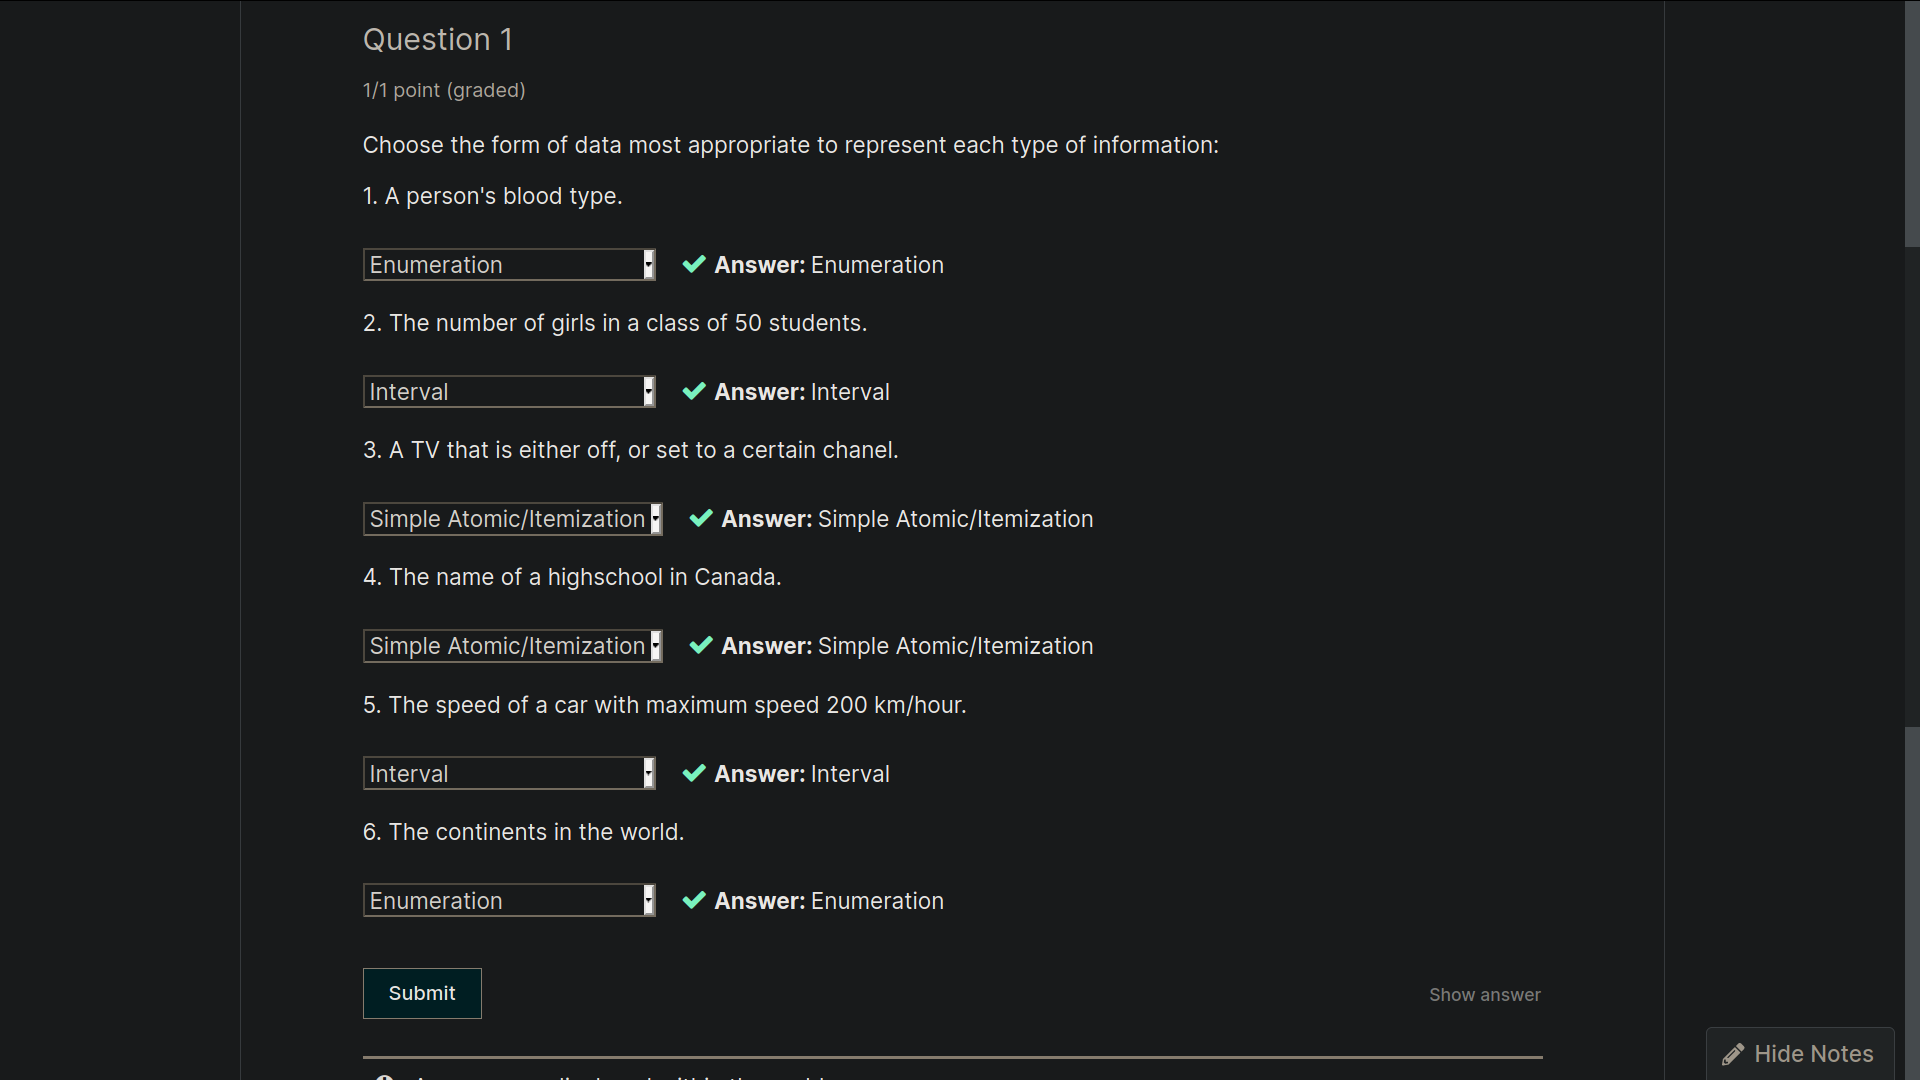 Question 1
1/1 point (graded)
Choose the form of data most appropriate to represent each type of information:
1. A person's blood type.
Enumeration Answer: Enumeration
2. The number of girls in a class of 50 students.
Interval Answer: Interval
3. A TV that is either off, or set to a certain chanel.
Simple Atomic/Itemization Answer: Simple Atomic/Itemization
4. The name of a highschool in Canada.
Simple Atomic/Itemization Answer: Simple Atomic/Itemization
5. The speed of a car with maximum speed 200 km/hour.
Interval Answer: Interval
6. The continents in the world.
Enumeration Answer: Enumeration
Submit Show answer
Hide Notes